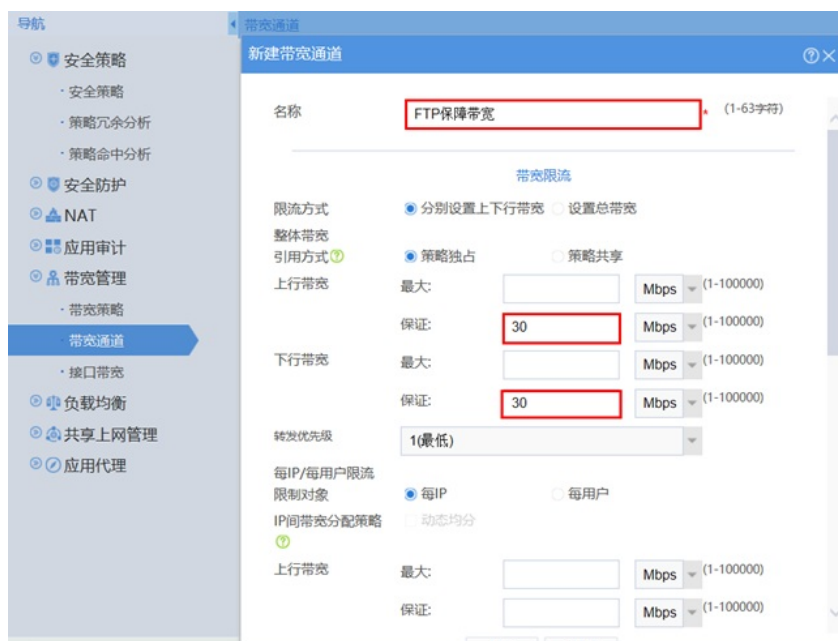 导航
安全策略
安全策略
策略冗余分析
策略命中分析
安全防护
NAT
应用审计
带宽管理
带宽策略
带宽通道
接口带宽
负载均衡
共享上网管理
应用代理
带宽通道
新建带宽通道
名称 FTP保障带宽 * (1-63字符)
带宽限流
限流方式 分别设置上下行带宽 设置总带宽
整体带宽
引用方式 策略独占 策略共享
上行带宽 最大: Mbps (1-100000)
保证: 30 Mbps (1-100000)
下行带宽 最大: Mbps (1-100000)
保证: 30 Mbps (1-100000)
转发优先级 1(最低)
每IP/每用户限流
限制对象 每IP 每用户
IP间带宽分配策略 动态均分
上行带宽 最大: Mbps (1-100000)
保证: Mbps (1-100000)